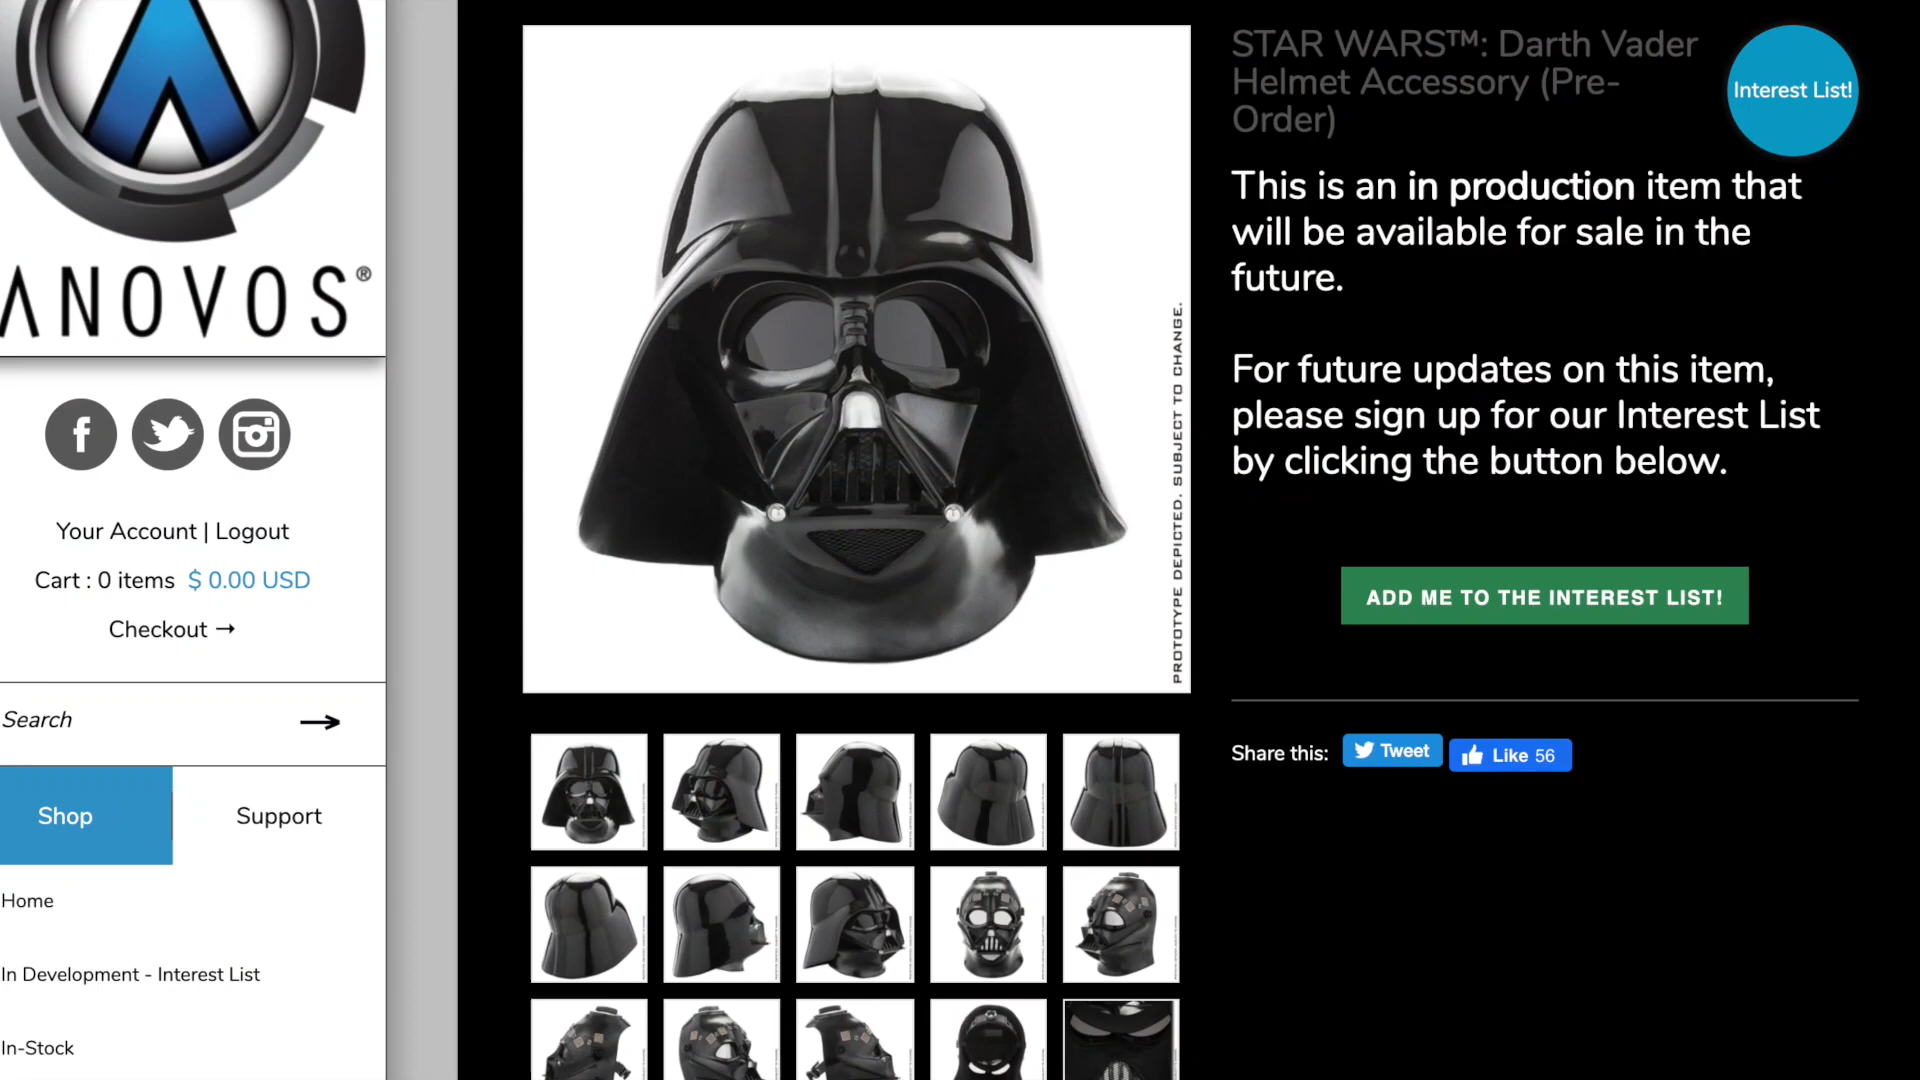 ANOVOS®
Your Account | Logout
Cart : 0 items $ 0.00 USD
Checkout →
Search
Shop
Support
Home
In Development - Interest List
In-Stock
PROTOTYPE DEPICTED. SUBJECT TO CHANGE.
STAR WARS™: Darth Vader
Helmet Accessory (Pre-
Order)
Interest List!
This is an in production item that
will be available for sale in the
future.
For future updates on this item,
please sign up for our Interest List
by clicking the button below.
ADD ME TO THE INTEREST LIST!
Share this:
Tweet
Like 56